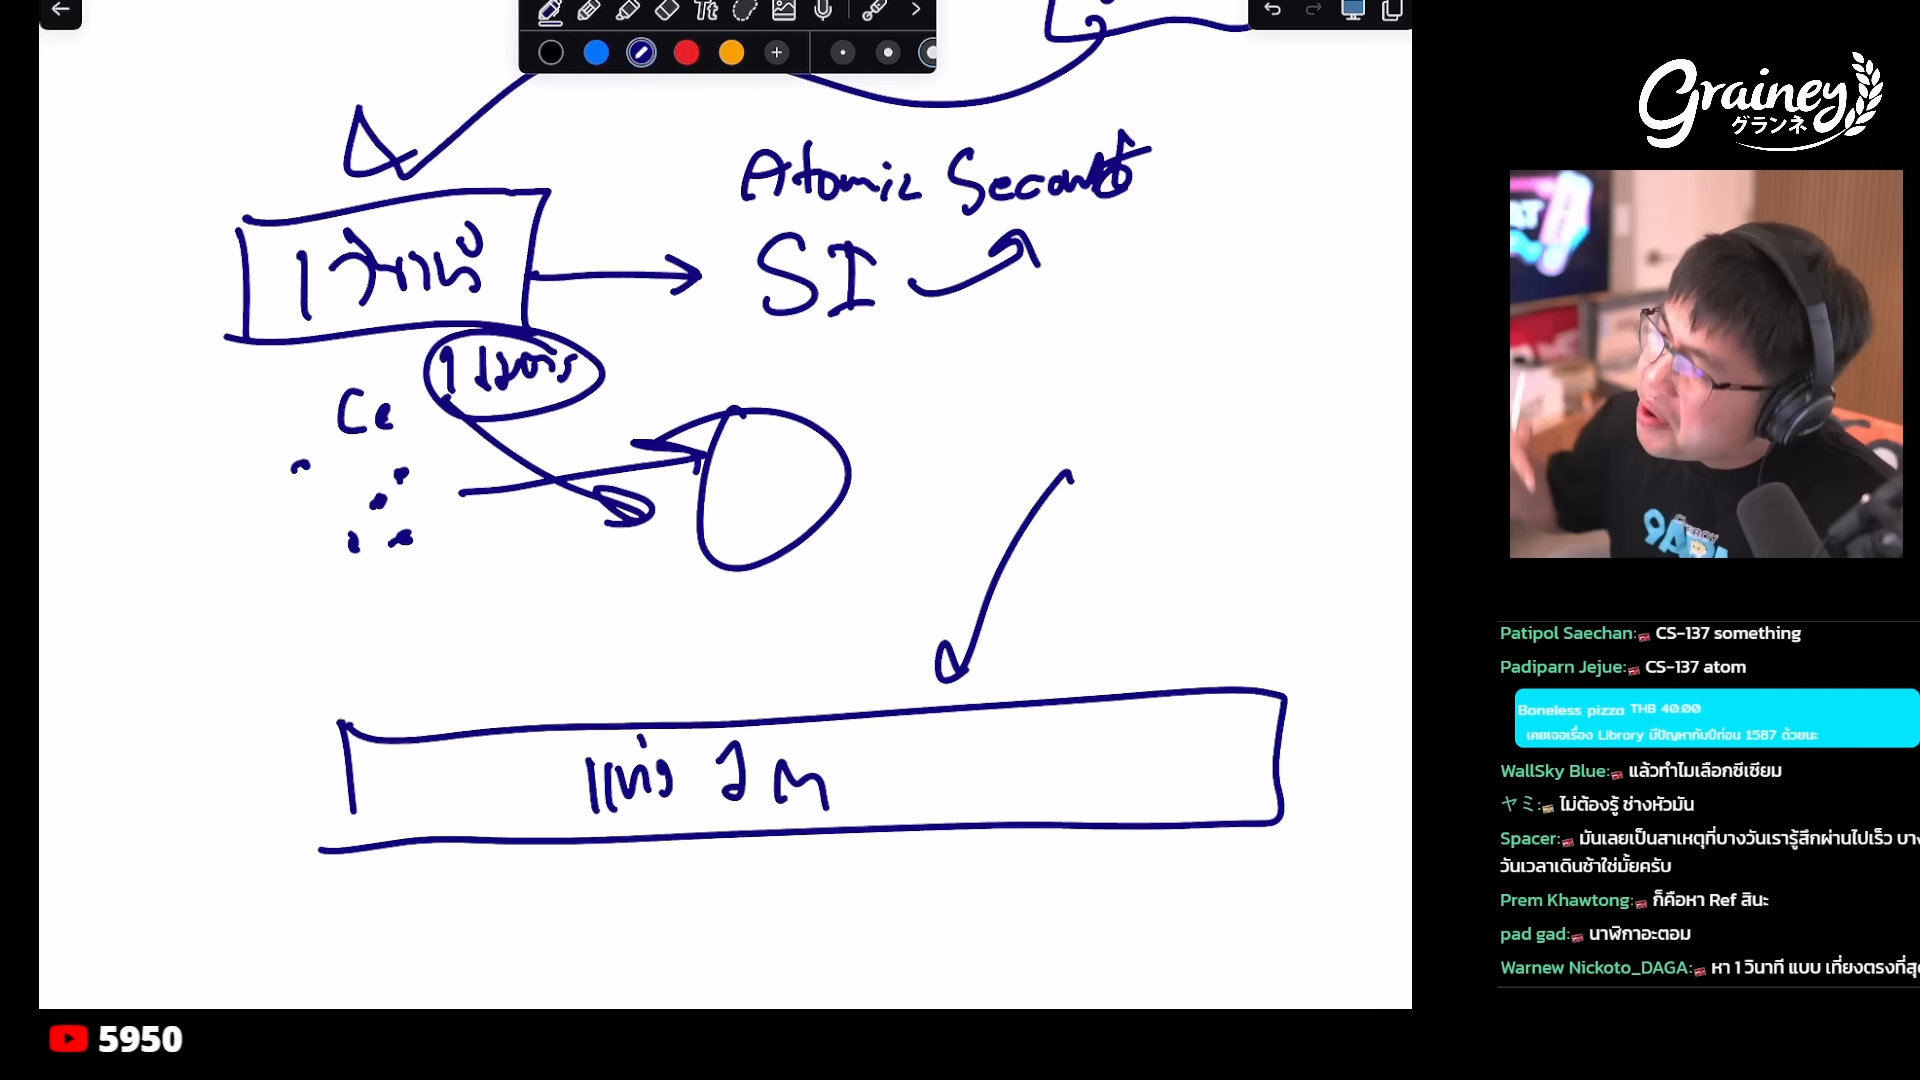 Tt
Grainey
グランネ
Atomic Second
1 วินาที
SI
1 เมตร
Ce
แท่ง 1 m
Patipol Saechan: CS-137 something
Padiparn Jejue: CS-137 atom
Boneless pizza THB 40.00
เคยเจอเรื่อง Library มีปัญหากับปีก่อน 1587 ด้วยนะ
WallSky Blue: แล้วทำไมเลือกซีเซียม
ヤミ: ไม่ต้องรู้ ช่างหัวมัน
Spacer: มันเลยเป็นสาเหตุที่บางวันเรารู้สึกผ่านไปเร็ว บาง
วันเวลาเดินช้าใช่มั้ยครับ
Prem Khawtong: ก็คือหา Ref สินะ
pad gad: นาฬิกาอะตอม
Warnew Nickoto_DAGA: หา 1 วินาที แบบ เที่ยงตรงที่สุด
5950